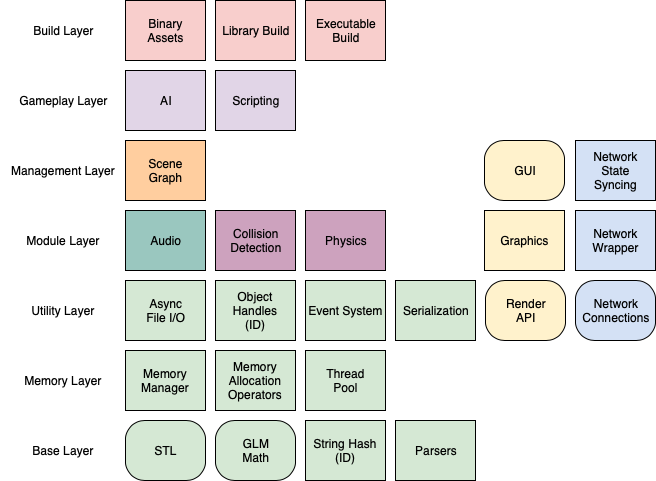 Build Layer
Binary
Assets
Library Build
Executable
Build
Gameplay Layer
AI
Scripting
Management Layer
Scene
Graph
GUI
Network
State
Syncing
Module Layer
Audio
Collision
Detection
Physics
Graphics
Network
Wrapper
Utility Layer
Async
File I/O
Object
Handles
(ID)
Event System
Serialization
Render
API
Network
Connections
Memory Layer
Memory
Manager
Memory
Allocation
Operators
Thread
Pool
Base Layer
STL
GLM
Math
String Hash
(ID)
Parsers